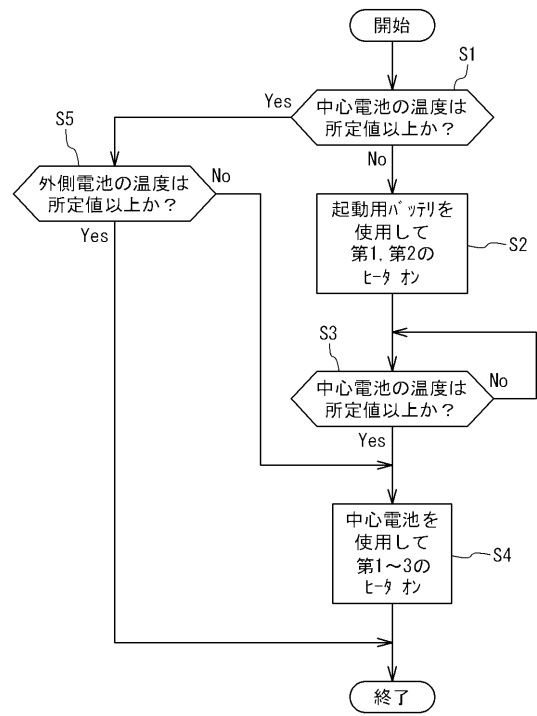 開始
S1
中心電池の温度は
所定値以上か？
Yes
No
S5
外側電池の温度は
所定値以上か？
No
Yes
起動用ﾊﾞｯﾃﾘを
使用して
第1, 第2の
ﾋｰﾀ ｵﾝ
S2
S3
中心電池の温度は
所定値以上か？
No
Yes
中心電池を
使用して
第1～3の
ﾋｰﾀ ｵﾝ
S4
終了